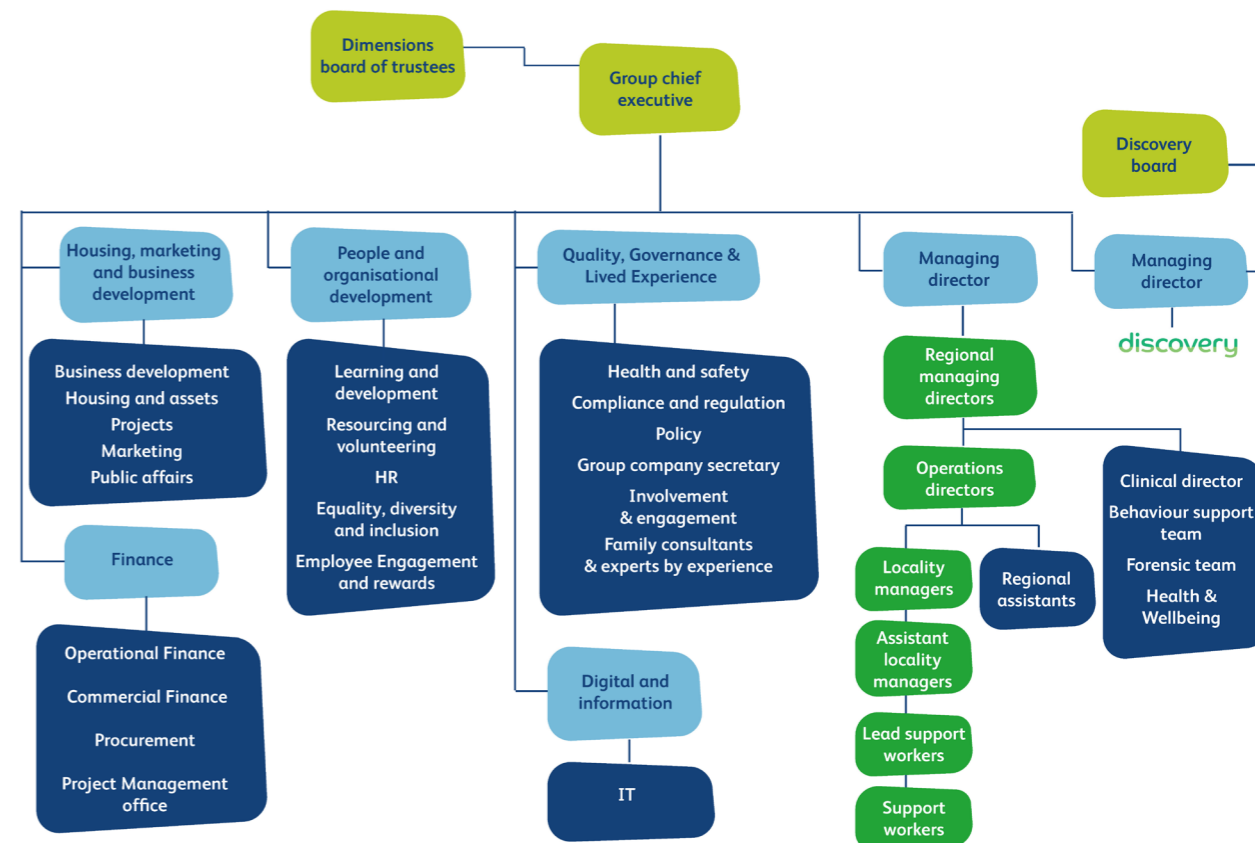 Dimensions
board of trustees
Group chief
executive
Discovery
board
Housing, marketing
and business
development
People and
organisational
development
Quality, Governance &
Lived Experience
Managing
director
Managing
director
discovery
Business development
Housing and assets
Projects
Marketing
Public affairs
Learning and
development
Resourcing and
volunteering
HR
Equality, diversity
and inclusion
Employee Engagement
and rewards
Health and safety
Compliance and regulation
Policy
Group company secretary
Involvement
& engagement
Family consultants
& experts by experience
Regional
managing
directors
Operations
directors
Clinical director
Behaviour support
team
Forensic team
Health &
Wellbeing
Finance
Locality
managers
Regional
assistants
Assistant
locality
managers
Operational Finance
Commercial Finance
Procurement
Project Management
office
Digital and
information
IT
Lead support
workers
Support
workers